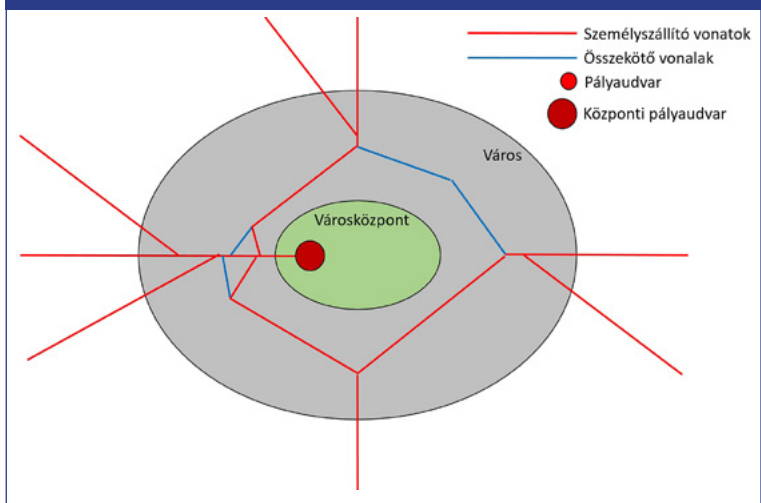 Személyszállító vonatok
Összekötő vonalak
Pályaudvar
Központi pályaudvar
Város
Városközpont